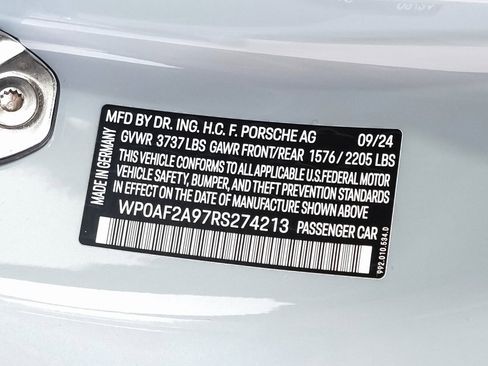 MFD BY DR. ING. H.C. F. PORSCHE AG 09/24
GVWR 3737LBS GAWR FRONT/REAR 1576/2205 LBS
THIS VEHICLE CONFORMS TO ALL APPLICABLE U.S.FEDERAL MOTOR
VEHICLE SAFETY, BUMPER, AND THEFT PREVENTION STANDARDS
IN EFFECT ON THE DATE OF MANUFACTURE SHOWN ABOVE
WP0AF2A97RS274213 PASSENGER CAR
MADE IN GERMANY
992.010.534.D